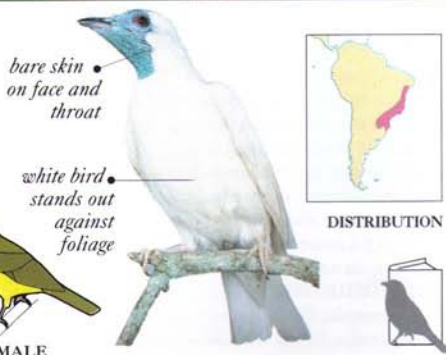 bare skin
on face and
throat
white bird
stands out
against
foliage
DISTRIBUTION
MALE